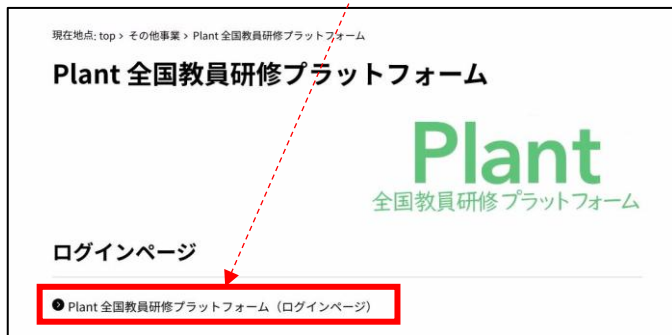 現在地点: top › その他事業 › Plant 全国教員研修プラットフォーム
Plant 全国教員研修プラットフォーム
Plant
全国教員研修プラットフォーム
ログインページ
Plant 全国教員研修プラットフォーム（ログインページ）